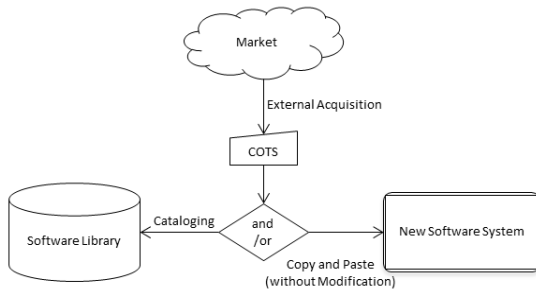 Market
External Acquisition
COTS
and
/or
Cataloging
Software Library
New Software System
Copy and Paste
(without Modification)